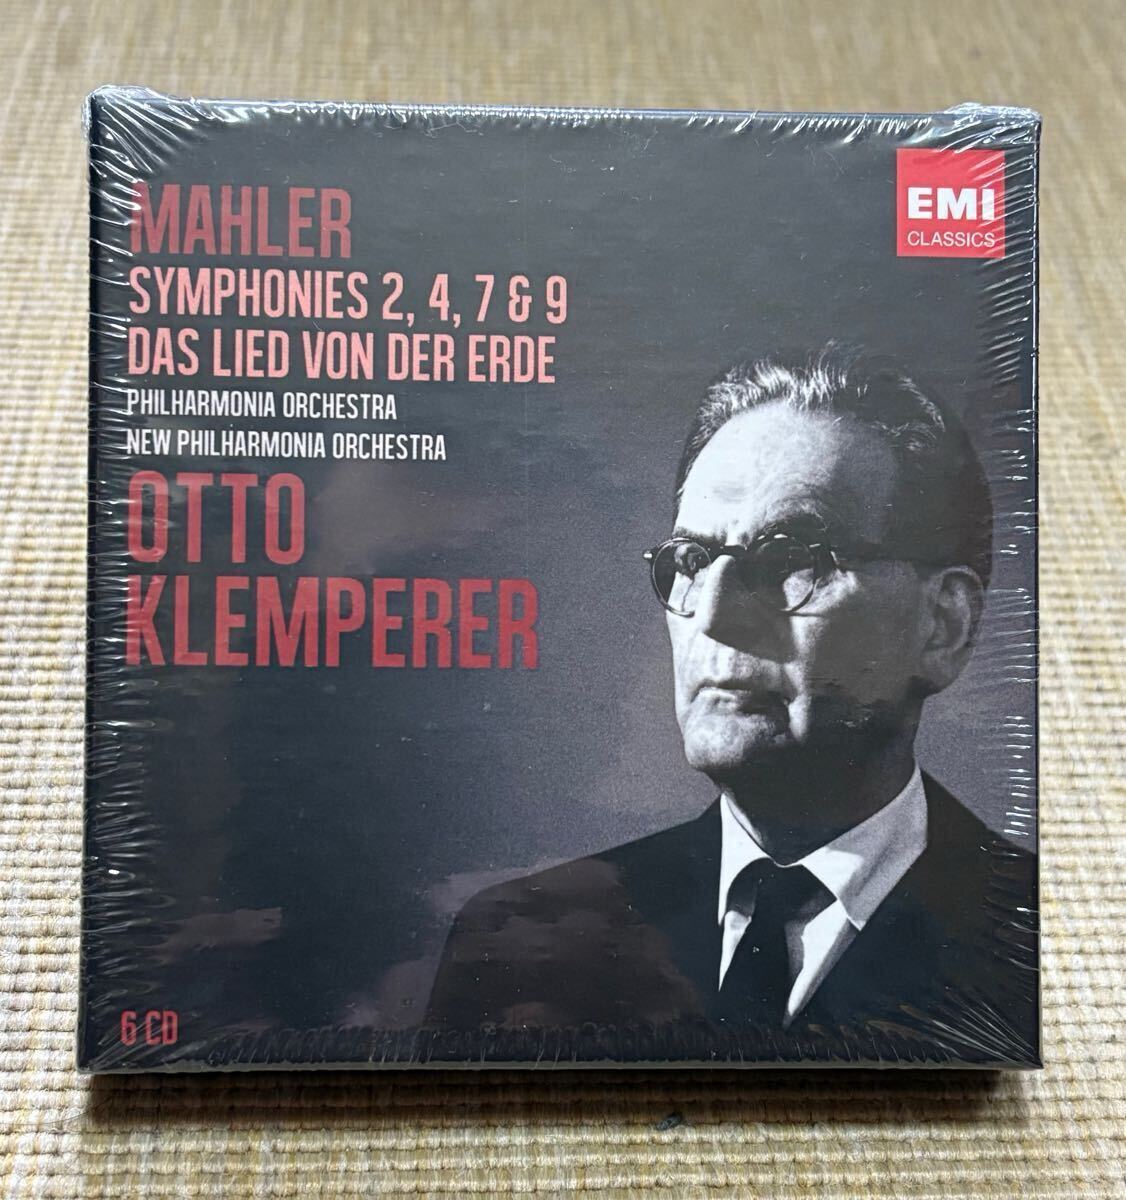 MAHLER
SYMPHONIES 2, 4, 7 & 9
DAS LIED VON DER ERDE
PHILHARMONIA ORCHESTRA
NEW PHILHARMONIA ORCHESTRA
OTTO
KLEMPERER
EMI
CLASSICS
6 CD